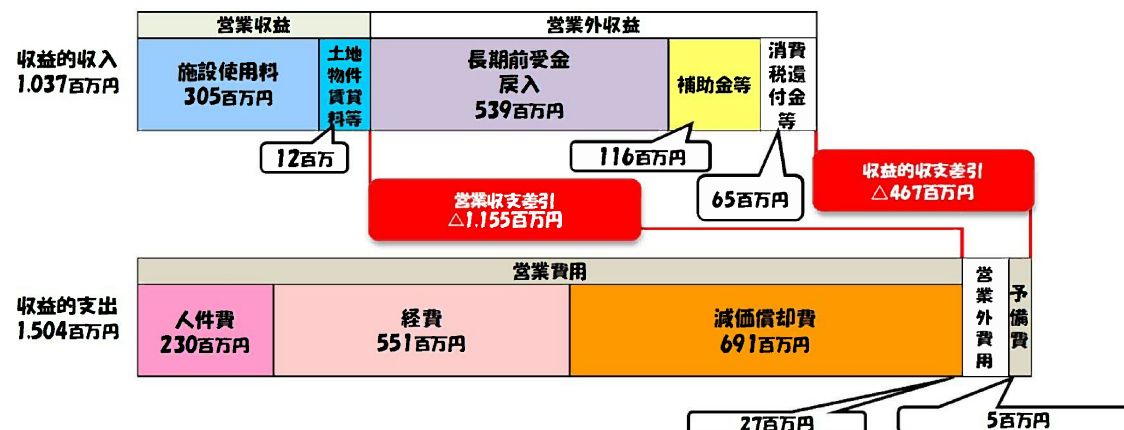 営業収益
営業外収益
収益的収入
1.037百万円
施設使用料
305百万円
土地
物件
賃貸
料等
長期前受金
戻入
539百万円
補助金等
消費
税還
付金
等
12百万
116百万円
65百万円
営業収支差引
△1.155百万円
収益的収支差引
△467百万円
営業費用
収益的支出
1.504百万円
人件費
230百万円
経費
551百万円
減価償却費
691百万円
営
業
外
費
用
予
備
費
27百万円
5百万円